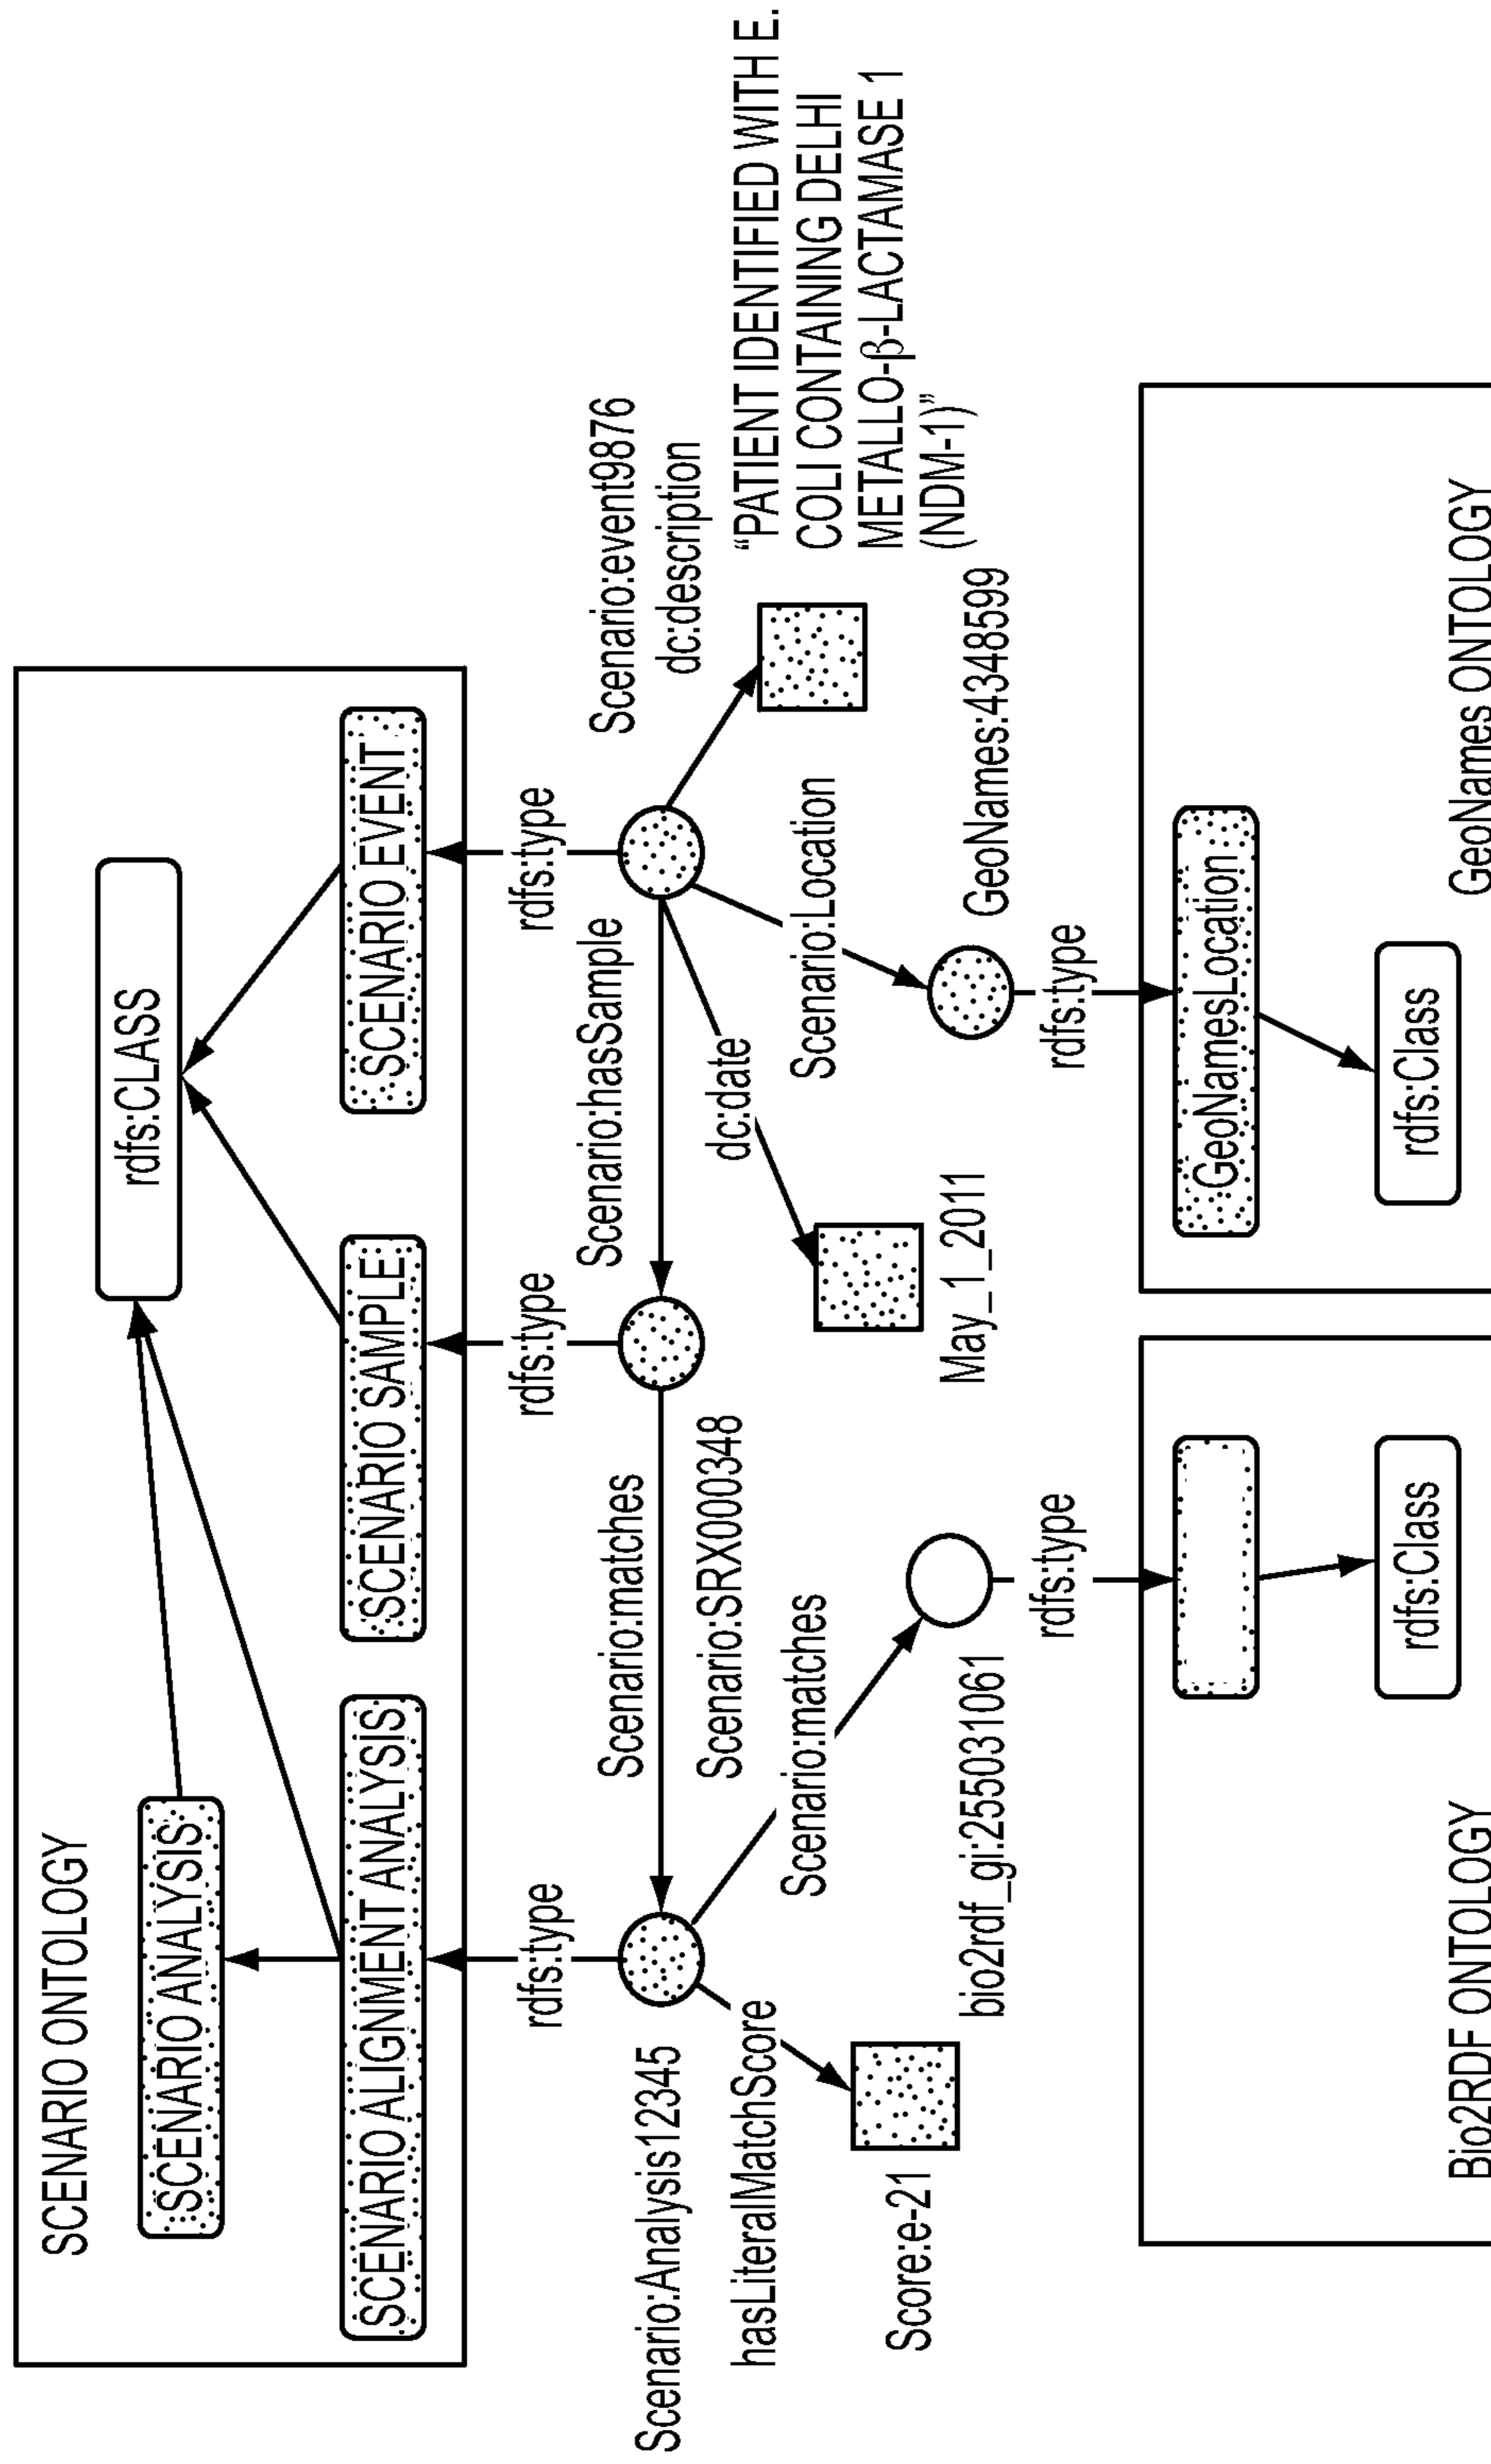 SCENARIO ONTOLOGY
rdfs:CLASS
SCENARIO ANALYSIS
SCENARIO ALIGNMENT ANALYSIS
SCENARIO SAMPLE
SCENARIO EVENT
rdfs:type
rdfs:type
rdfs:type
Scenario:Analysis12345
Scenario:matches
Scenario:hasSample
Scenario:event9876
dc:description
hasLiteralMatchScore
Scenario:SRX000348
dc:date
Scenario:Location
"PATIENT IDENTIFIED WITH E.
COLI CONTAINING DELHI
METALLO-β-LACTAMASE 1
(NDM-1)"
Scenario:matches
Score:e-21
bio2rdf_gi:255031061
May_1_2011
GeoNames:4348599
rdfs:type
rdfs:type
GeoNamesLocation
rdfs:Class
rdfs:Class
Bio2RDF ONTOLOGY
GeoNames ONTOLOGY